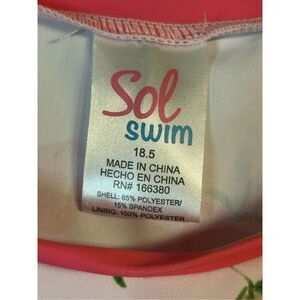 Sol
SWIM
18.5
MADE IN CHINA
HECHO EN CHINA
RN# 166380
SHELL: 85% POLYESTER/
15% SPANDEX
LINING: 100% POLYESTER